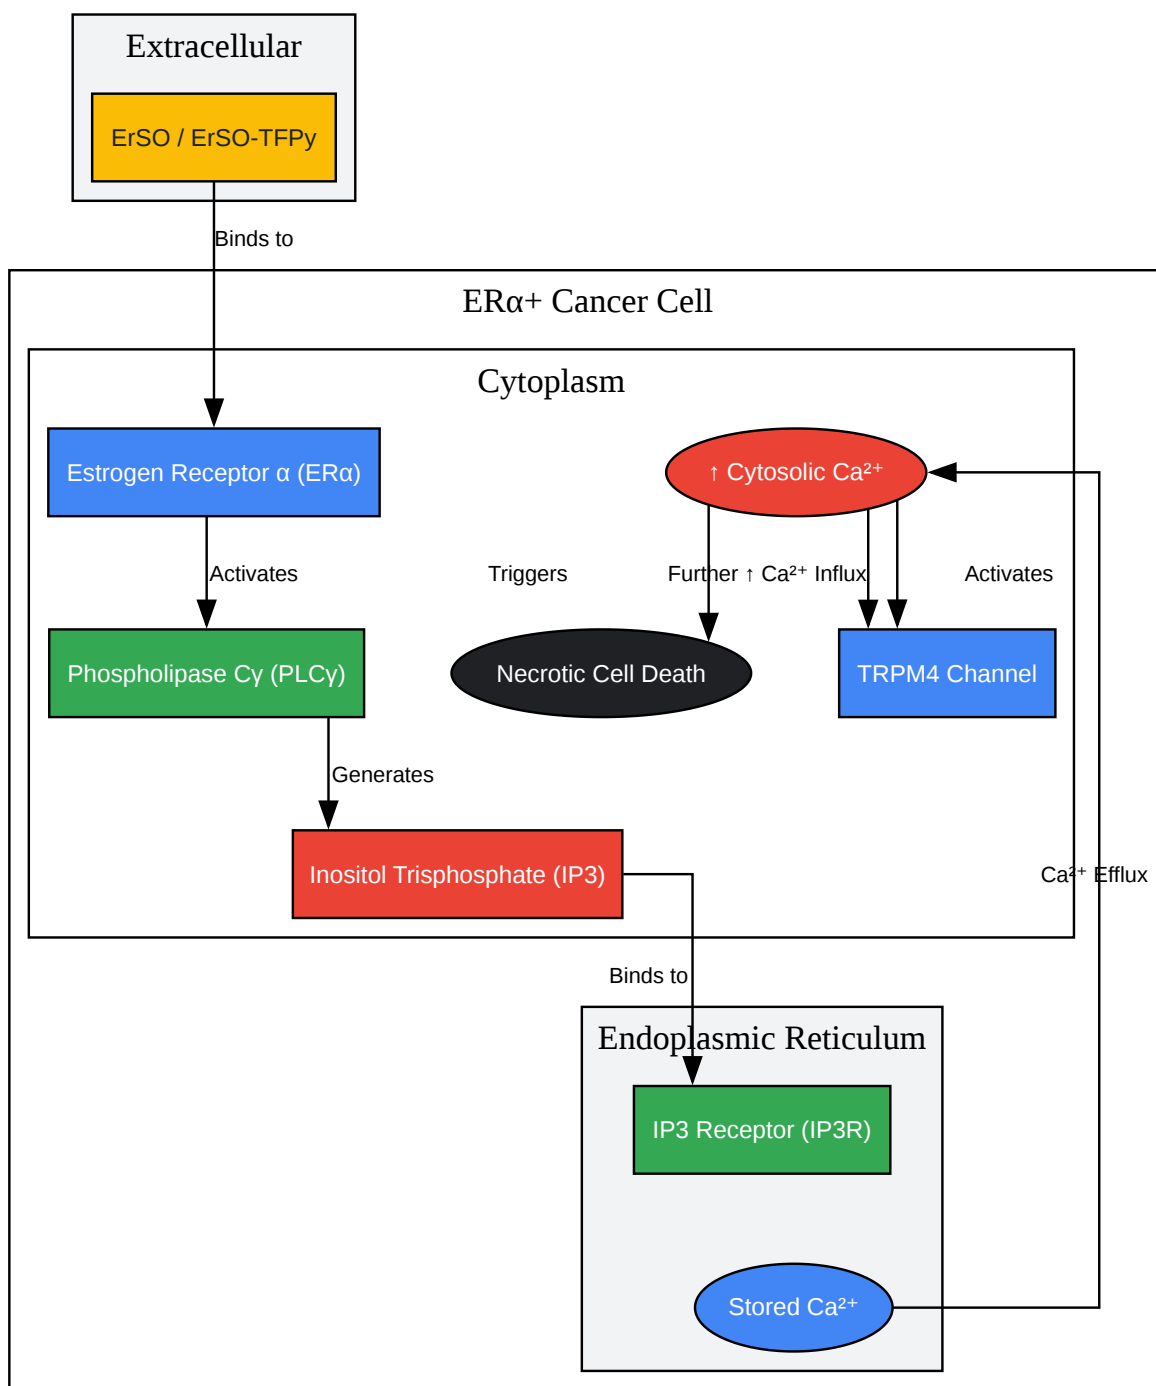 Extracellular
ErSO / ErSO-TFPy
Binds to
ERα+ Cancer Cell
Cytoplasm
Estrogen Receptor α (ERα)
↑ Cytosolic Ca²⁺
Activates
Triggers
Further ↑ Ca²⁺ Influx
Activates
Phospholipase Cγ (PLCγ)
Necrotic Cell Death
TRPM4 Channel
Generates
Inositol Trisphosphate (IP3)
Ca²⁺ Efflux
Binds to
Endoplasmic Reticulum
IP3 Receptor (IP3R)
Stored Ca²⁺